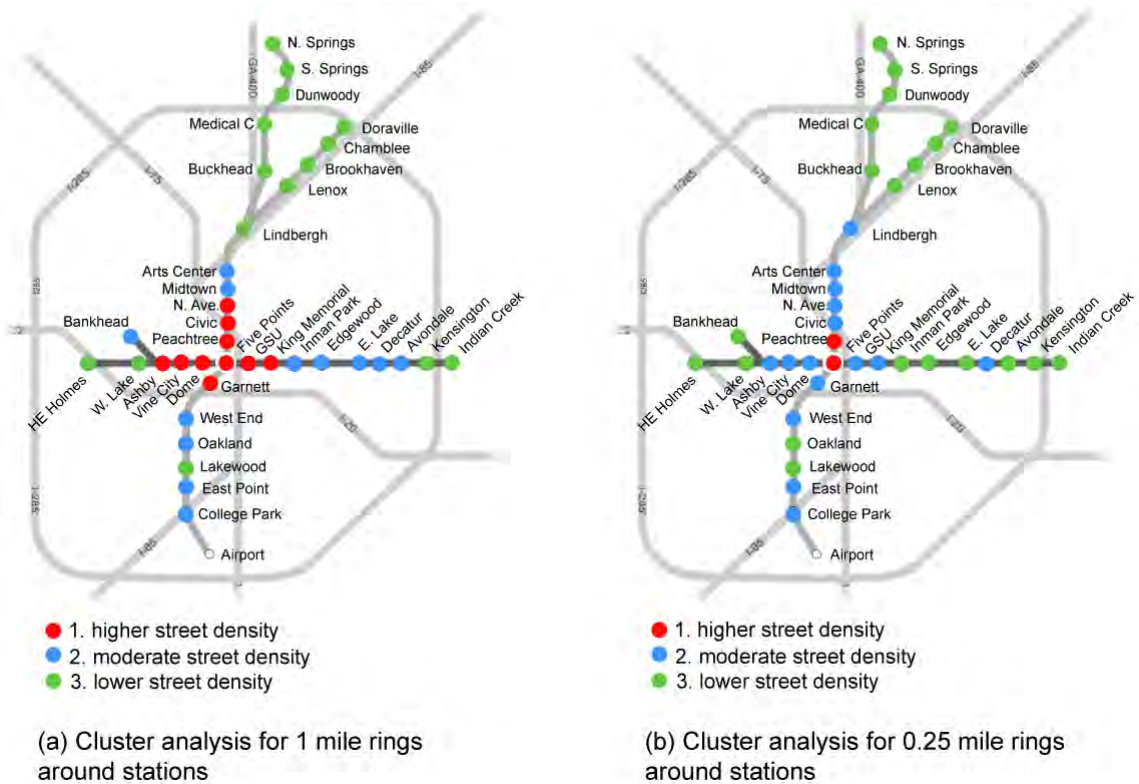 N. Springs
S. Springs
GA-400
I-85
Dunwoody
Medical C
Doraville
Chamblee
Buckhead
Brookhaven
Lenox
I-285
I-75
Lindbergh
Arts Center
Midtown
N. Ave.
Civic
Peachtree
Bankhead
HE Holmes
W. Lake
Ashby
Vine City
Dome
Five Points
GSU
King Memorial
Inman Park
Edgewood
E. Lake
Decatur
Avondale
Kensington
Indian Creek
Garnett
West End
I-20
Oakland
Lakewood
East Point
I-285
College Park
I-85
Airport
1. higher street density
2. moderate street density
3. lower street density
(a) Cluster analysis for 1 mile rings
around stations
N. Springs
S. Springs
GA-400
I-85
Dunwoody
Medical C
Doraville
Chamblee
Buckhead
Brookhaven
Lenox
I-285
I-75
Lindbergh
Arts Center
Midtown
N. Ave.
Civic
Peachtree
Bankhead
HE Holmes
W. Lake
Ashby
Vine City
Dome
Five Points
GSU
King Memorial
Inman Park
Edgewood
E. Lake
Decatur
Avondale
Kensington
Indian Creek
Garnett
West End
I-20
Oakland
Lakewood
East Point
I-285
College Park
I-85
Airport
1. higher street density
2. moderate street density
3. lower street density
(b) Cluster analysis for 0.25 mile rings
around stations